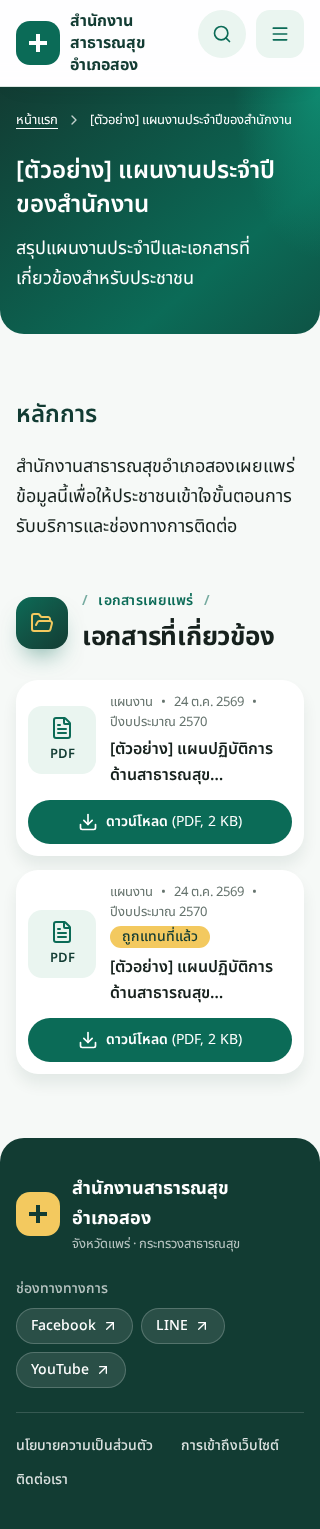 สำนักงาน
สาธารณสุข
อำเภอสอง
หน้าแรก > [ตัวอย่าง] แผนงานประจำปีของสำนักงาน
[ตัวอย่าง] แผนงานประจำปี
ของสำนักงาน
สรุปแผนงานประจำปีและเอกสารที่
เกี่ยวข้องสำหรับประชาชน
หลักการ
สำนักงานสาธารณสุขอำเภอสองเผยแพร่
ข้อมูลนี้เพื่อให้ประชาชนเข้าใจขั้นตอนการ
รับบริการและช่องทางการติดต่อ
/ เอกสารเผยแพร่ /
เอกสารที่เกี่ยวข้อง
แผนงาน • 24 ต.ค. 2569 •
ปีงบประมาณ 2570
PDF
[ตัวอย่าง] แผนปฏิบัติการ
ด้านสาธารณสุข...
ดาวน์โหลด (PDF, 2 KB)
แผนงาน • 24 ต.ค. 2569 •
ปีงบประมาณ 2570
ถูกแทนที่แล้ว
PDF
[ตัวอย่าง] แผนปฏิบัติการ
ด้านสาธารณสุข...
ดาวน์โหลด (PDF, 2 KB)
สำนักงานสาธารณสุข
อำเภอสอง
จังหวัดแพร่ · กระทรวงสาธารณสุข
ช่องทางทางการ
Facebook
LINE
YouTube
นโยบายความเป็นส่วนตัว
การเข้าถึงเว็บไซต์
ติดต่อเรา